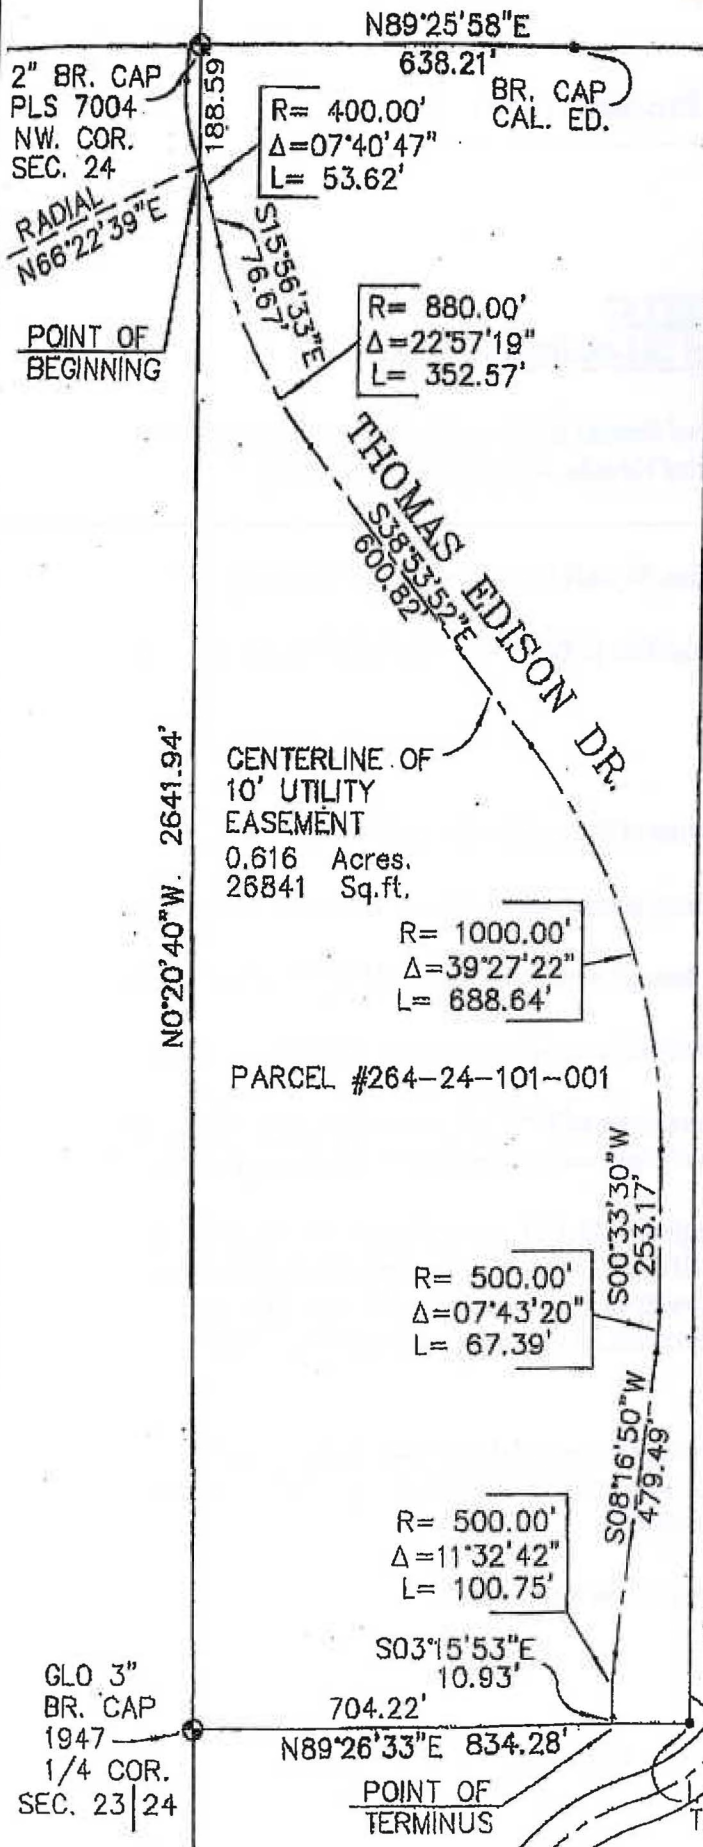 N89°25'58"E
638.21'
2" BR. CAP
PLS 7004
NW. COR.
SEC. 24
188.59
BR. CAP
CAL. ED.
R= 400.00'
Δ=07°40'47"
L= 53.62'
RADIAL
N66°22'39"E
S15°56'33"E
76.67'
POINT OF
BEGINNING
R= 880.00'
Δ=22°57'19"
L= 352.57'
THOMAS EDISON DR.
S38°53'52"E
600.82'
N0°20'40"W. 2641.94'
CENTERLINE OF
10' UTILITY
EASEMENT
0.616 Acres.
26841 Sq.ft.
R= 1000.00'
Δ=39°27'22"
L= 688.64'
PARCEL #264-24-101-001
S00°33'30"W
253.17'
R= 500.00'
Δ=07°43'20"
L= 67.39'
S08°16'50"W
479.49'
R= 500.00'
Δ=11°32'42"
L= 100.75'
S03°15'53"E
10.93'
GLO 3"
BR. CAP
1947
1/4 COR.
SEC. 23|24
704.22'
N89°26'33"E 834.28'
POINT OF
TERMINUS
T